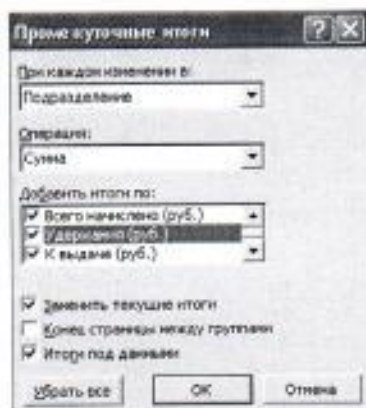 Промежуточные итоги
При каждом изменении в:
Подразделение
Операция:
Сумма
Добавить итоги по:
Всего начислено (руб.)
Удержано (руб.)
К выдаче (руб.)
Заменить текущие итоги
Конец страницы между группами
Итоги под данными
Убрать все ОК Отмена